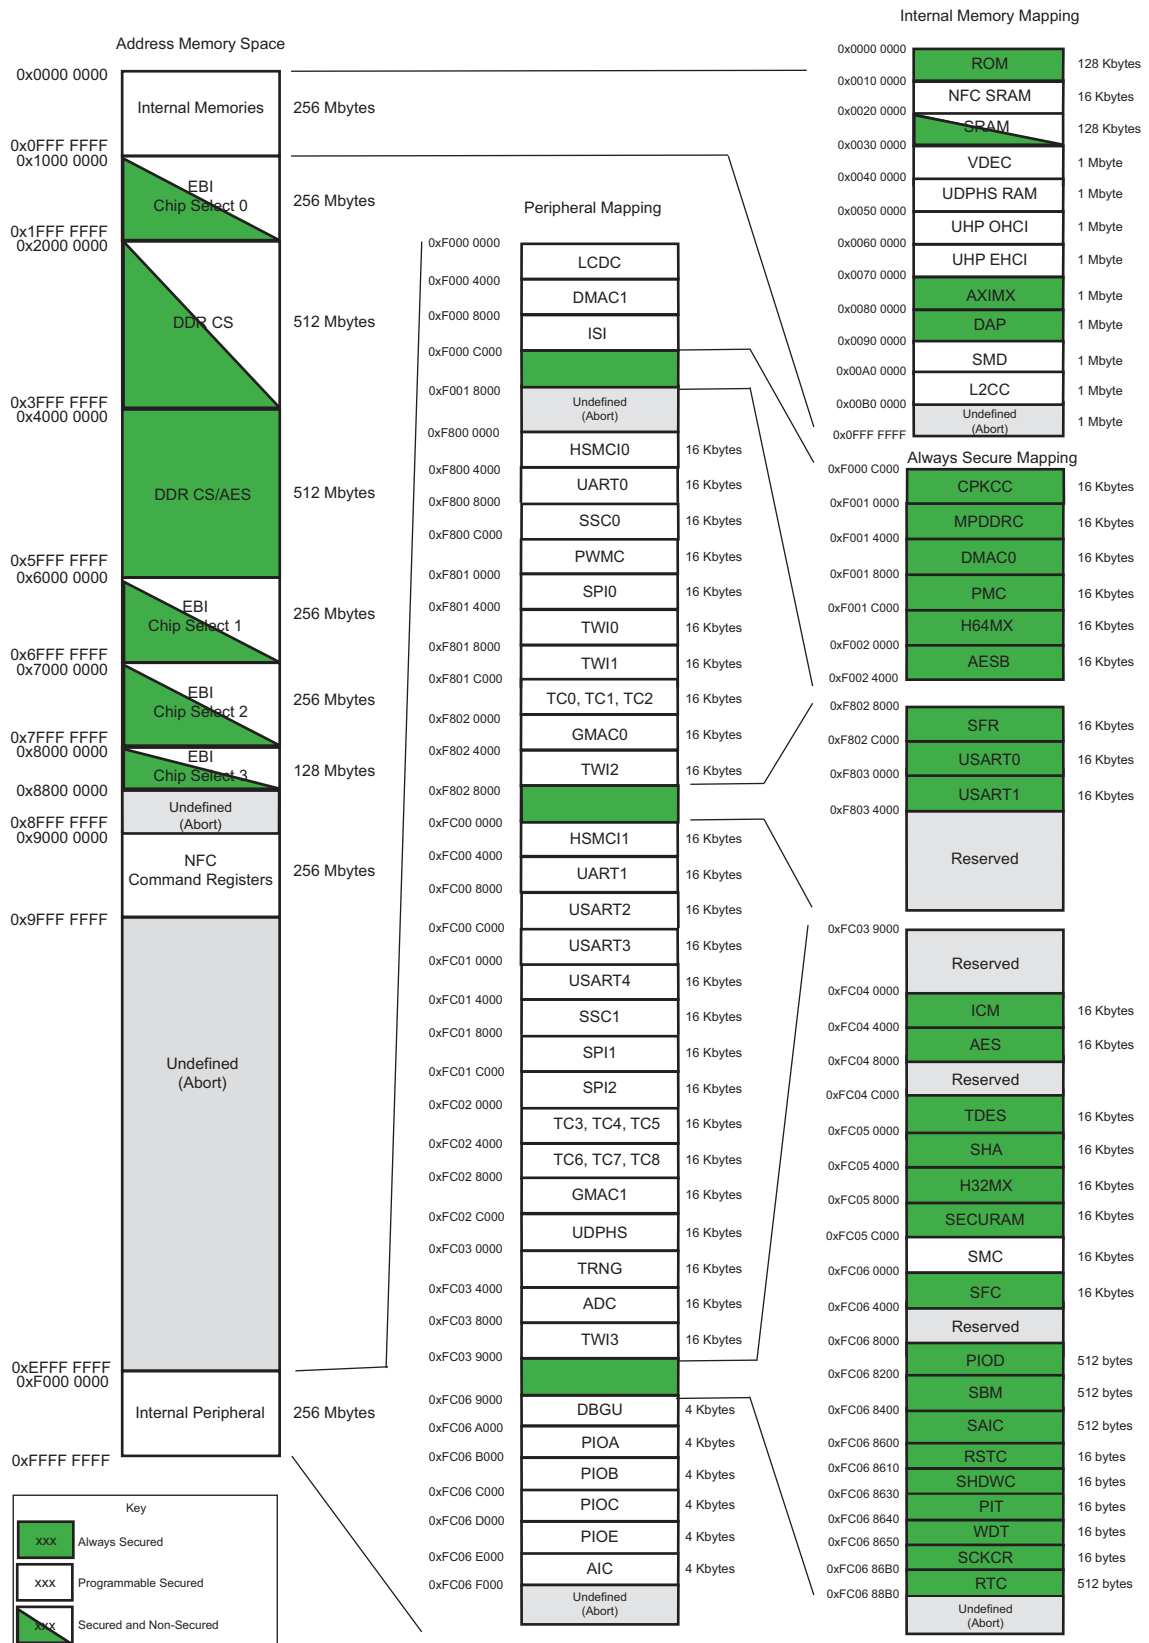 Address Memory Space
0x0000 0000
Internal Memories
256 Mbytes
0x0FFF FFFF
0x1000 0000
EBI
Chip Select 0
256 Mbytes
0x1FFF FFFF
0x2000 0000
DDR CS
512 Mbytes
0x3FFF FFFF
0x4000 0000
DDR CS/AES
512 Mbytes
0x5FFF FFFF
0x6000 0000
EBI
Chip Select 1
256 Mbytes
0x6FFF FFFF
0x7000 0000
EBI
Chip Select 2
256 Mbytes
0x7FFF FFFF
0x8000 0000
EBI
Chip Select 3
128 Mbytes
0x8800 0000
Undefined
(Abort)
0x8FFF FFFF
0x9000 0000
NFC
Command Registers
256 Mbytes
0x9FFF FFFF
Undefined
(Abort)
0xEFFF FFFF
0xF000 0000
Internal Peripheral
256 Mbytes
0xFFFF FFFF
Key
xxx Always Secured
xxx Programmable Secured
xxx Secured and Non-Secured
Peripheral Mapping
0xF000 0000
LCDC
0xF000 4000
DMAC1
0xF000 8000
ISI
0xF000 C000
0xF001 8000
Undefined
(Abort)
0xF800 0000
HSMCI0 16 Kbytes
0xF800 4000
UART0 16 Kbytes
0xF800 8000
SSC0 16 Kbytes
0xF800 C000
PWMC 16 Kbytes
0xF801 0000
SPI0 16 Kbytes
0xF801 4000
TWI0 16 Kbytes
0xF801 8000
TWI1 16 Kbytes
0xF801 C000
TC0, TC1, TC2 16 Kbytes
0xF802 0000
GMAC0 16 Kbytes
0xF802 4000
TWI2 16 Kbytes
0xF802 8000
0xFC00 0000
HSMCI1 16 Kbytes
0xFC00 4000
UART1 16 Kbytes
0xFC00 8000
USART2 16 Kbytes
0xFC00 C000
USART3 16 Kbytes
0xFC01 0000
USART4 16 Kbytes
0xFC01 4000
SSC1 16 Kbytes
0xFC01 8000
SPI1 16 Kbytes
0xFC01 C000
SPI2 16 Kbytes
0xFC02 0000
TC3, TC4, TC5 16 Kbytes
0xFC02 4000
TC6, TC7, TC8 16 Kbytes
0xFC02 8000
GMAC1 16 Kbytes
0xFC02 C000
UDPHS 16 Kbytes
0xFC03 0000
TRNG 16 Kbytes
0xFC03 4000
ADC 16 Kbytes
0xFC03 8000
TWI3 16 Kbytes
0xFC03 9000
0xFC06 9000
DBGU 4 Kbytes
0xFC06 A000
PIOA 4 Kbytes
0xFC06 B000
PIOB 4 Kbytes
0xFC06 C000
PIOC 4 Kbytes
0xFC06 D000
PIOE 4 Kbytes
0xFC06 E000
AIC 4 Kbytes
0xFC06 F000
Undefined
(Abort)
Internal Memory Mapping
0x0000 0000
ROM 128 Kbytes
0x0010 0000
NFC SRAM 16 Kbytes
0x0020 0000
SRAM 128 Kbytes
0x0030 0000
VDEC 1 Mbyte
0x0040 0000
UDPHS RAM 1 Mbyte
0x0050 0000
UHP OHCI 1 Mbyte
0x0060 0000
UHP EHCI 1 Mbyte
0x0070 0000
AXIMX 1 Mbyte
0x0080 0000
DAP 1 Mbyte
0x0090 0000
SMD 1 Mbyte
0x00A0 0000
L2CC 1 Mbyte
0x00B0 0000
Undefined
(Abort)
1 Mbyte
0x0FFF FFFF
Always Secure Mapping
0xF000 C000
CPKCC 16 Kbytes
0xF001 0000
MPDDRC 16 Kbytes
0xF001 4000
DMAC0 16 Kbytes
0xF001 8000
PMC 16 Kbytes
0xF001 C000
H64MX 16 Kbytes
0xF002 0000
AESB 16 Kbytes
0xF002 4000
0xF802 8000
SFR 16 Kbytes
0xF802 C000
USART0 16 Kbytes
0xF803 0000
USART1 16 Kbytes
0xF803 4000
Reserved
0xFC03 9000
Reserved
0xFC04 0000
ICM 16 Kbytes
0xFC04 4000
AES 16 Kbytes
0xFC04 8000
Reserved
0xFC04 C000
TDES 16 Kbytes
0xFC05 0000
SHA 16 Kbytes
0xFC05 4000
H32MX 16 Kbytes
0xFC05 8000
SECURAM 16 Kbytes
0xFC05 C000
SMC 16 Kbytes
0xFC06 0000
SFC 16 Kbytes
0xFC06 4000
Reserved
0xFC06 8000
PIOD 512 bytes
0xFC06 8200
SBM 512 bytes
0xFC06 8400
SAIC 512 bytes
0xFC06 8600
RSTC 16 bytes
0xFC06 8610
SHDWC 16 bytes
0xFC06 8630
PIT 16 bytes
0xFC06 8640
WDT 16 bytes
0xFC06 8650
SCKCR 16 bytes
0xFC06 86B0
RTC 512 bytes
0xFC06 88B0
Undefined
(Abort)